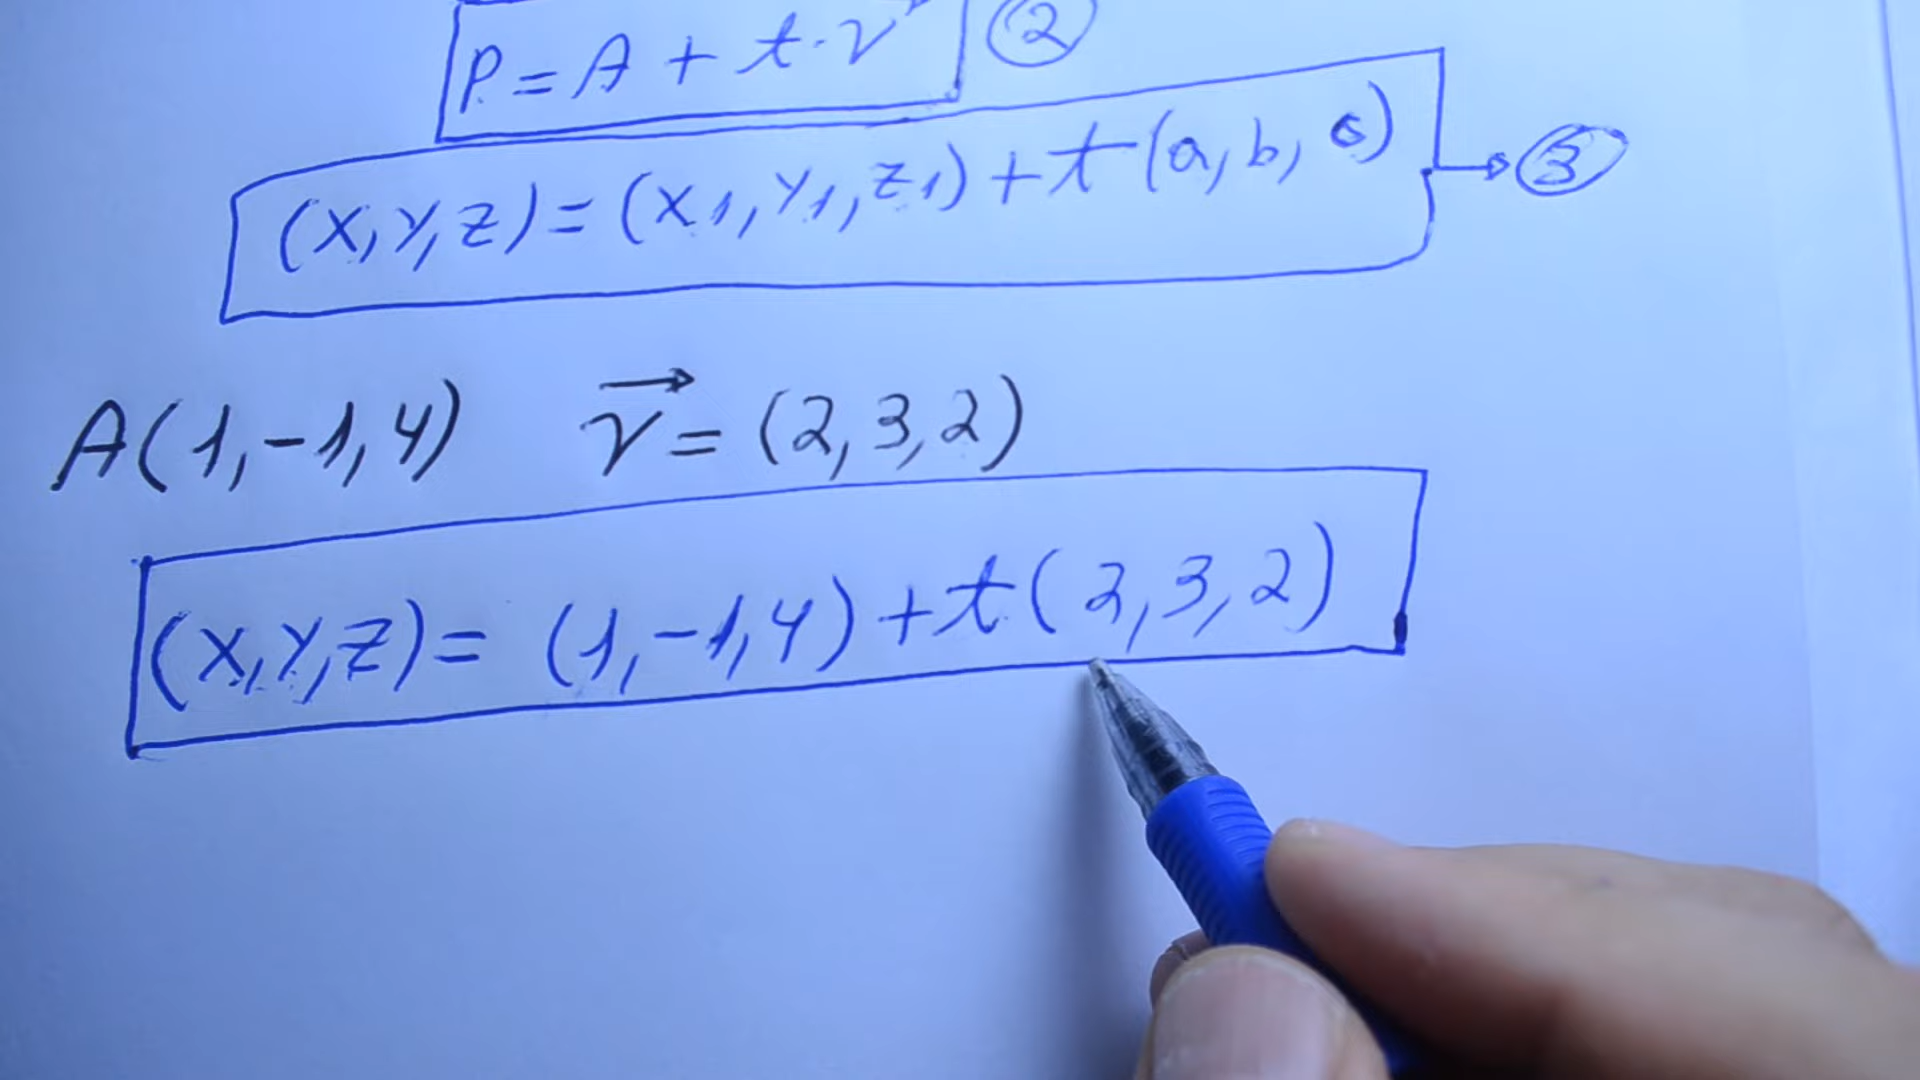 P = A + t·v⃗ ②
(x, y, z) = (x1, y1, z1) + t(a, b, c) → ③
A(1, -1, 4) v⃗ = (2, 3, 2)
(x, y, z) = (1, -1, 4) + t(2, 3, 2)